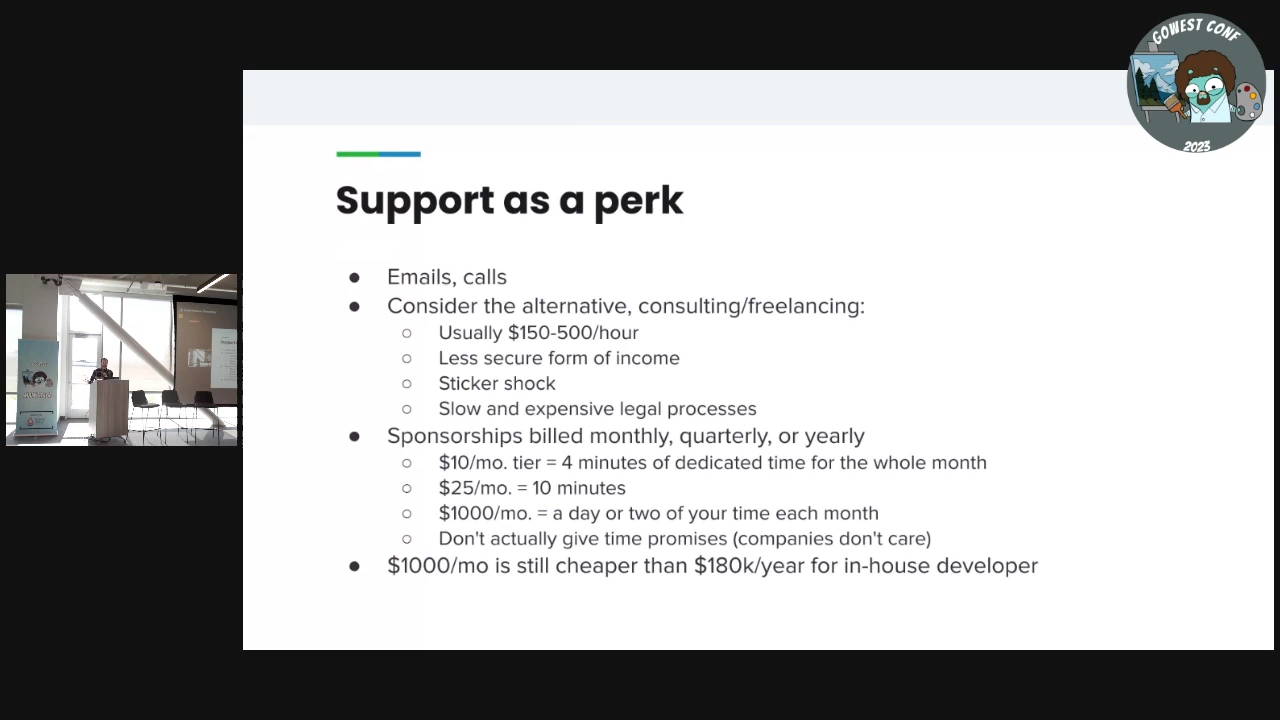 GOWEST CONF
2023
Support as a perk
● Emails, calls
● Consider the alternative, consulting/freelancing:
○ Usually $150-500/hour
○ Less secure form of income
○ Sticker shock
○ Slow and expensive legal processes
● Sponsorships billed monthly, quarterly, or yearly
○ $10/mo. tier = 4 minutes of dedicated time for the whole month
○ $25/mo. = 10 minutes
○ $1000/mo. = a day or two of your time each month
○ Don't actually give time promises (companies don't care)
● $1000/mo is still cheaper than $180k/year for in-house developer